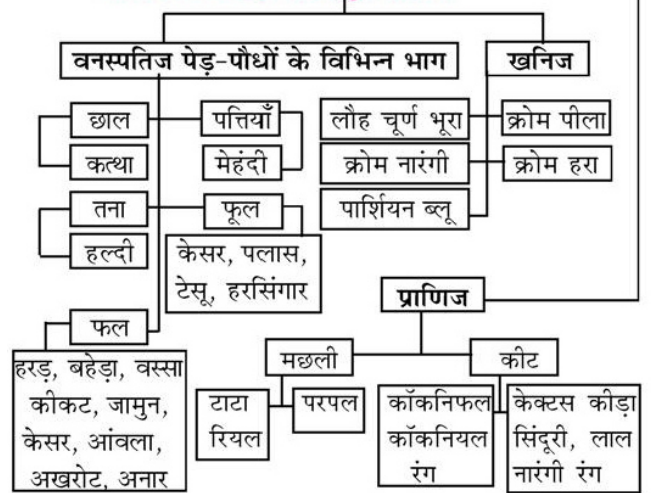 वनस्पतिज पेड़-पौधों के विभिन्न भाग
खनिज
छाल
पत्तियाँ
कत्था
मेहंदी
तना
फूल
हल्दी
केसर, पलास,
टेसू, हरसिंगार
फल
हरड़, बहेड़ा, वस्सा
कीकट, जामुन,
केसर, आंवला,
अखरोट, अनार
लौह चूर्ण भूरा
क्रोम पीला
क्रोम नारंगी
क्रोम हरा
पार्शियन ब्लू
प्राणिज
मछली
कीट
टाटा
रियल
परपल
कॉकनिफल
कॉकनियल
रंग
केक्टस कीड़ा
सिंदूरी, लाल
नारंगी रंग